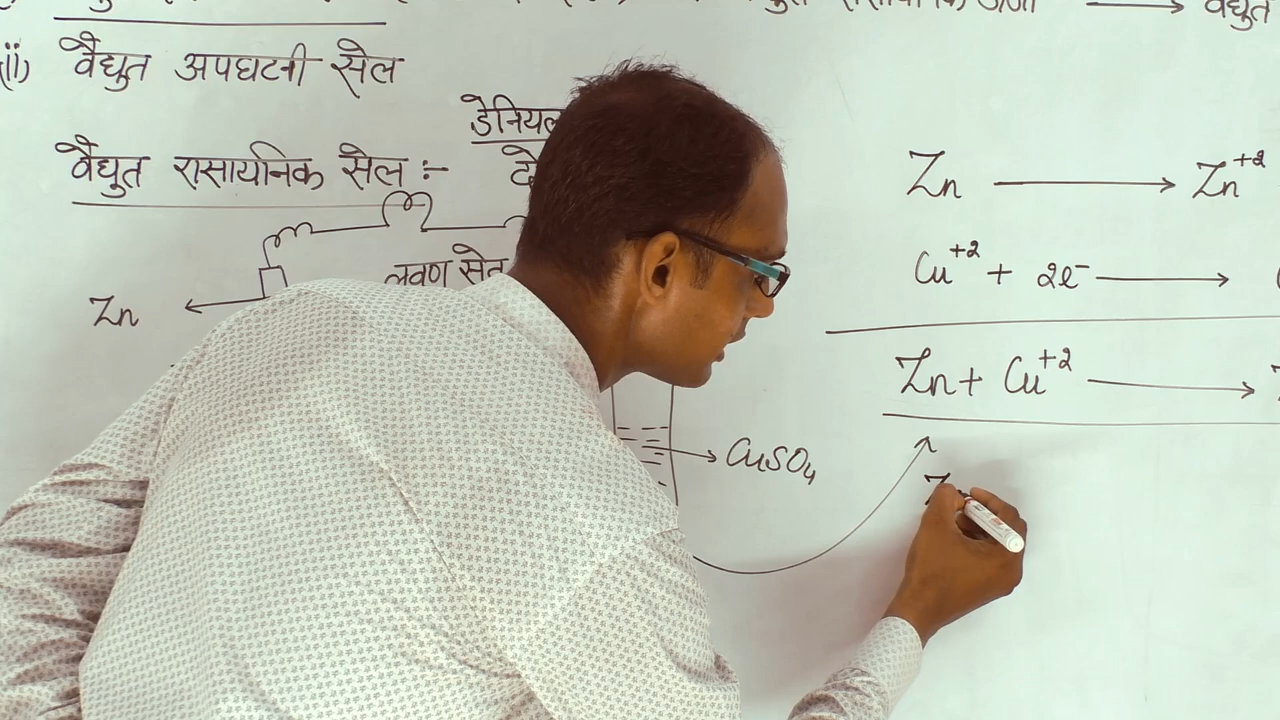 → वैद्युत
(ii) वैद्युत अपघटनी सेल
डेनियल
वैद्युत रासायनिक सेल :-
लवण सेतु
Zn
CuSO₄
Zn → Zn⁺²
Cu⁺² + 2e⁻ →
Zn + Cu⁺² →